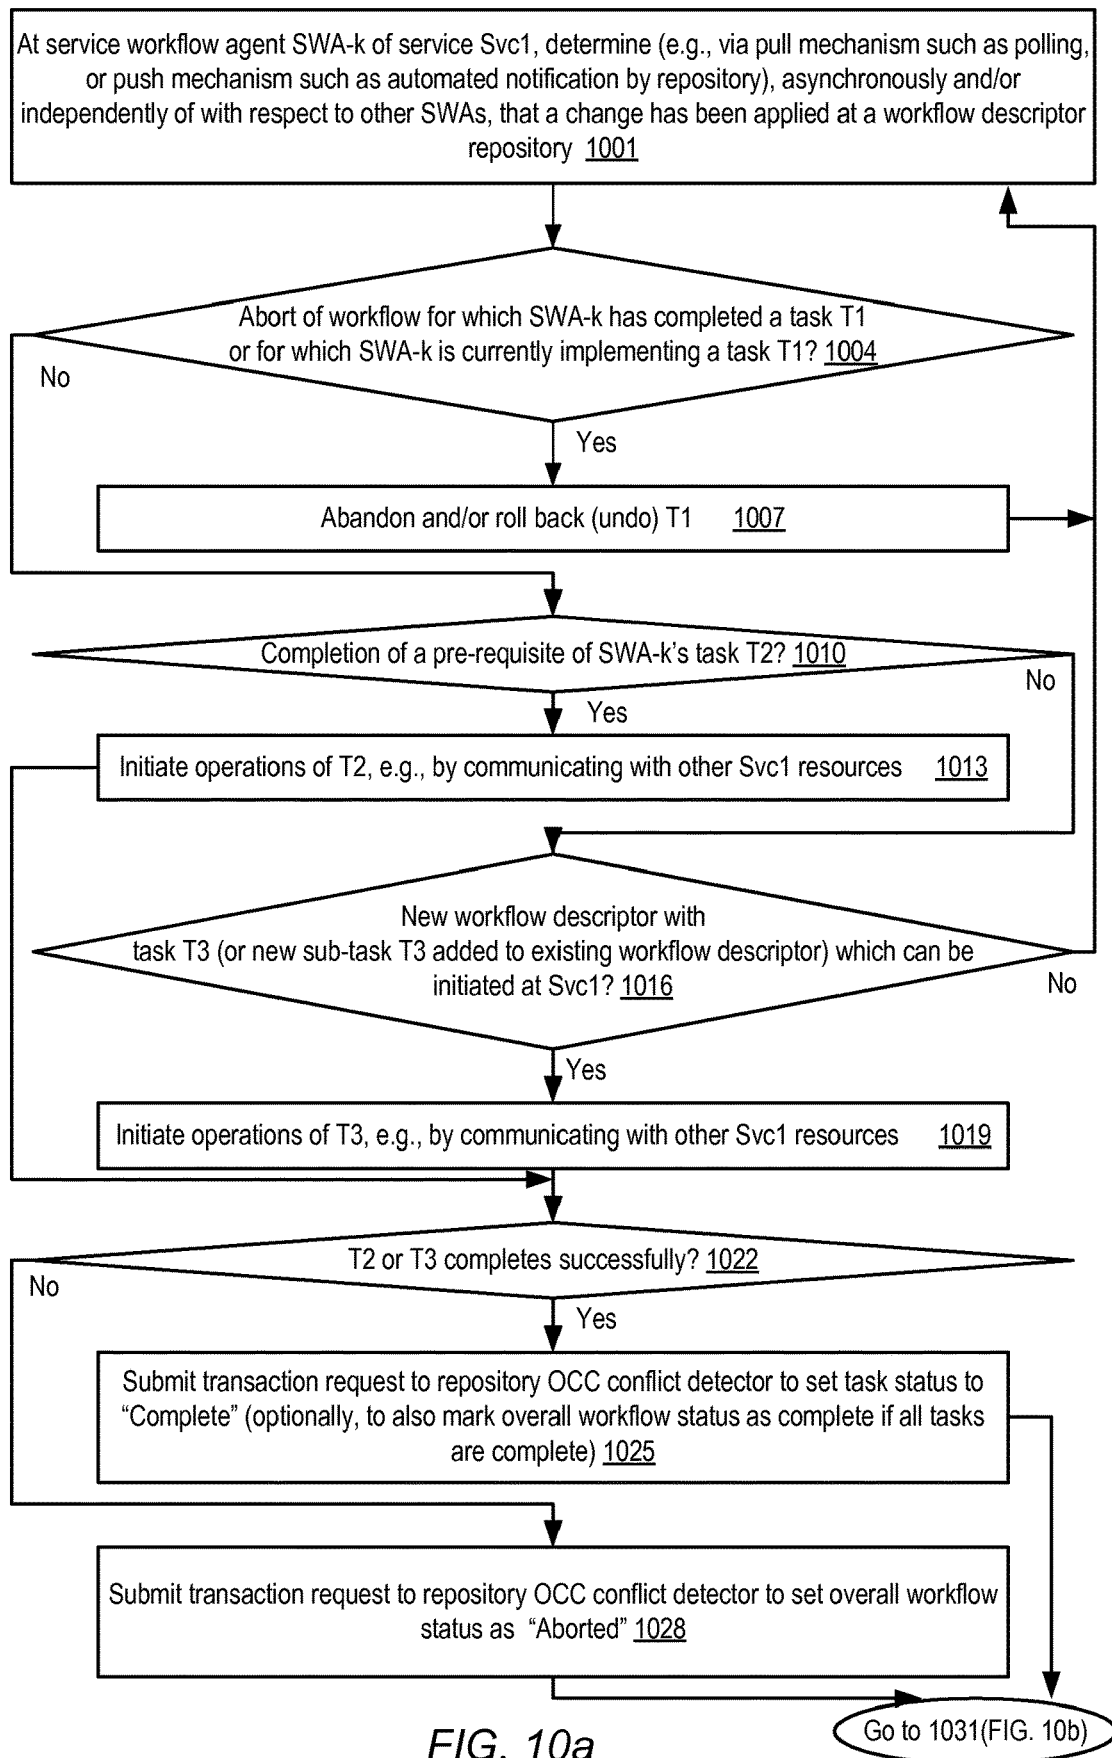 At service workflow agent SWA-k of service Svc1, determine (e.g., via pull mechanism such as polling,
or push mechanism such as automated notification by repository), asynchronously and/or
independently of with respect to other SWAs, that a change has been applied at a workflow descriptor
repository 1001
Abort of workflow for which SWA-k has completed a task T1
or for which SWA-k is currently implementing a task T1? 1004
No
Yes
Abandon and/or roll back (undo) T1 1007
Completion of a pre-requisite of SWA-k's task T2? 1010
No
Yes
Initiate operations of T2, e.g., by communicating with other Svc1 resources 1013
New workflow descriptor with
task T3 (or new sub-task T3 added to existing workflow descriptor) which can be
initiated at Svc1? 1016
No
Yes
Initiate operations of T3, e.g., by communicating with other Svc1 resources 1019
T2 or T3 completes successfully? 1022
No
Yes
Submit transaction request to repository OCC conflict detector to set task status to
“Complete” (optionally, to also mark overall workflow status as complete if all tasks
are complete) 1025
Submit transaction request to repository OCC conflict detector to set overall workflow
status as “Aborted” 1028
Go to 1031(FIG. 10b)
FIG. 10a